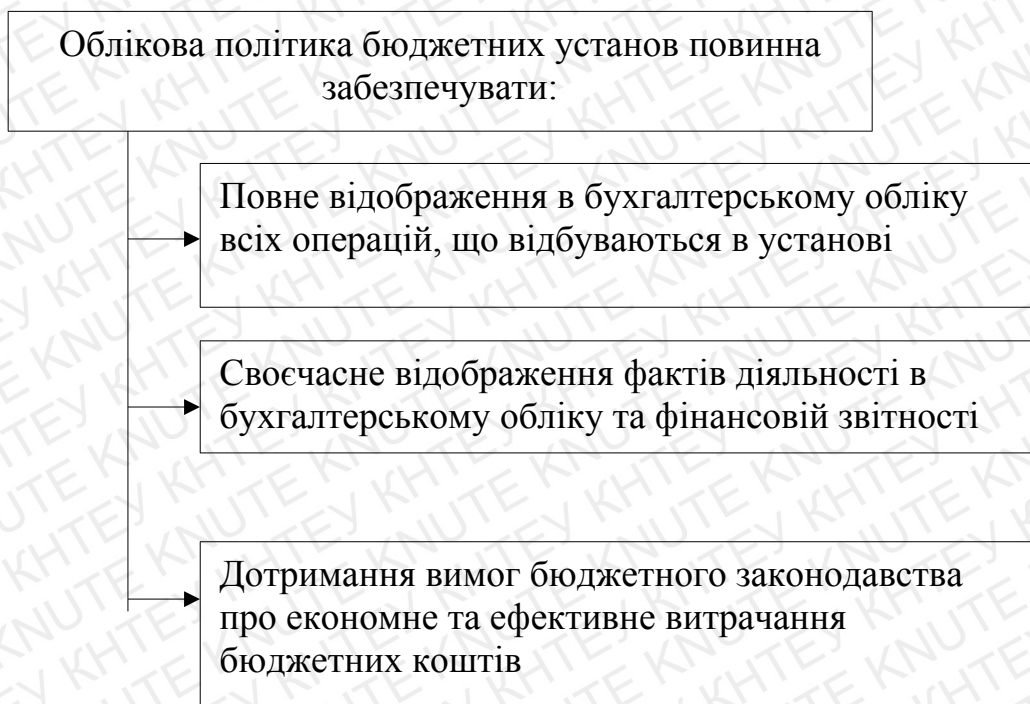 Облікова політика бюджетних установ повинна
забезпечувати:
Повне відображення в бухгалтерському обліку
всіх операцій, що відбуваються в установі
Своєчасне відображення фактів діяльності в
бухгалтерському обліку та фінансовій звітності
Дотримання вимог бюджетного законодавства
про економне та ефективне витрачання
бюджетних коштів